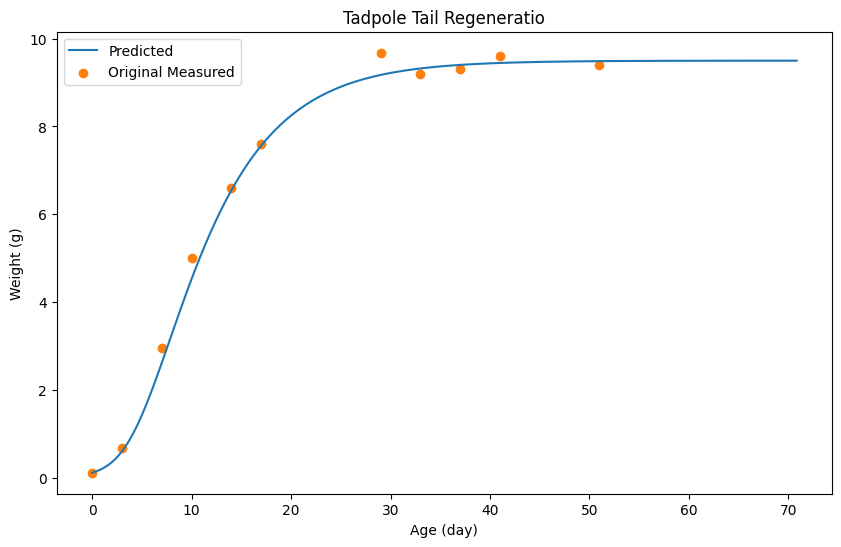 Tadpole Tail Regeneratio
Predicted
Original Measured
10
8
6
4
2
0
Weight (g)
0 10 20 30 40 50 60 70
Age (day)